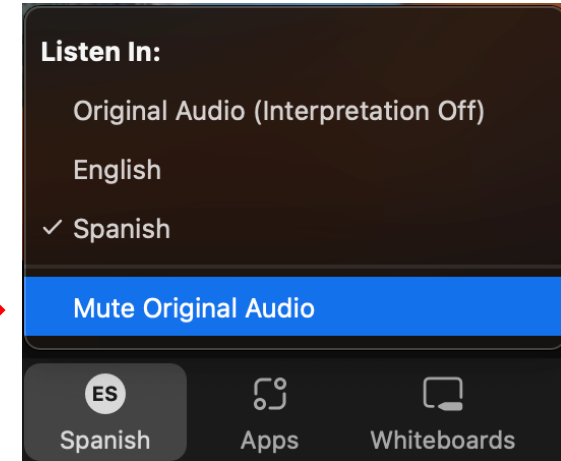 Listen In:
Original Audio (Interpretation Off)
English
✓ Spanish
Mute Original Audio
ES
Spanish Apps Whiteboards